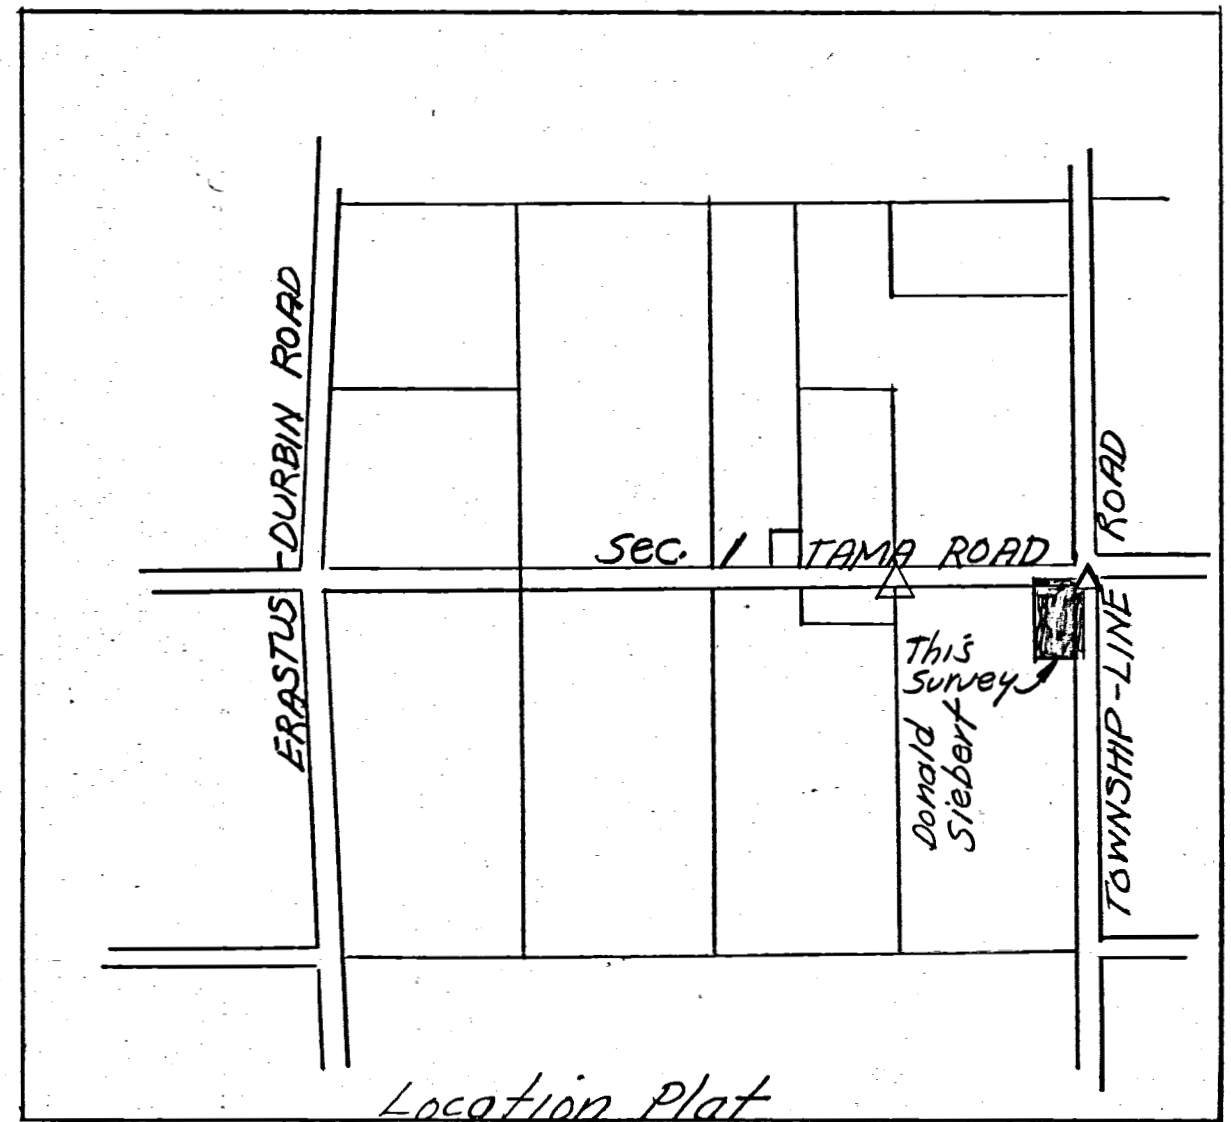 ERASTUS-DURBIN ROAD
Sec. 1
TAMA ROAD
TOWNSHIP-LINE ROAD
This
Survey
Donald
Siebert
Location Plat